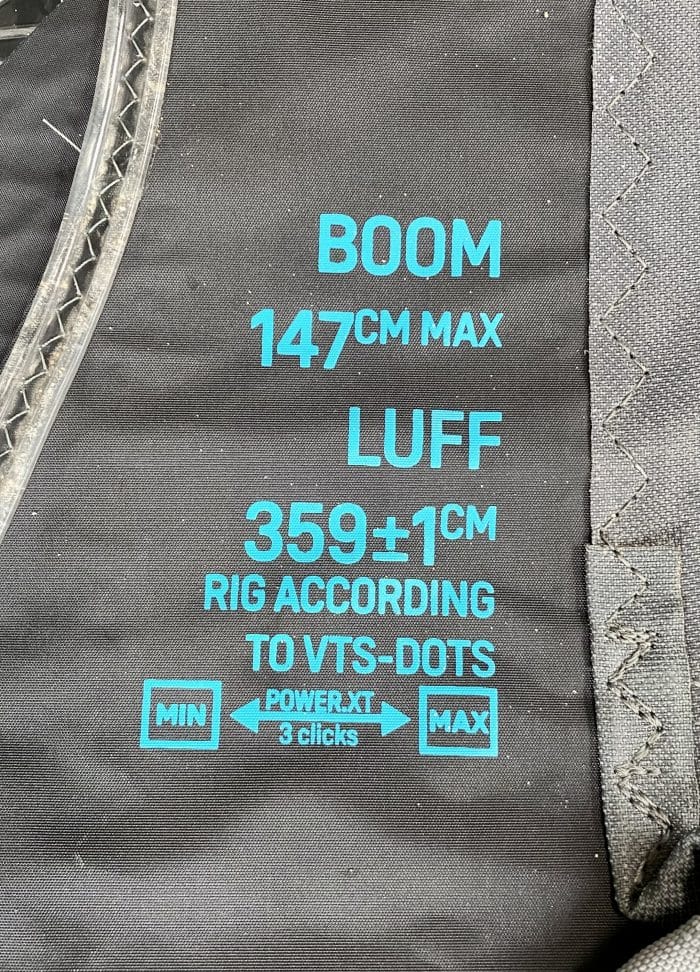 BOOM
147CM MAX
LUFF
359±1CM
RIG ACCORDING
TO VTS-DOTS
MIN POWER.XT MAX
3 clicks